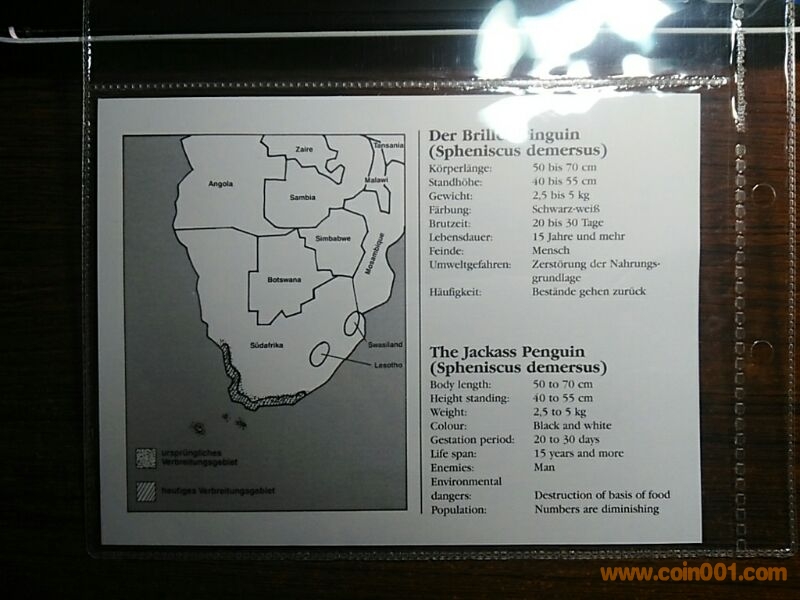 Zaire
Tansania
Angola
Malawi
Sambia
Simbabwe
Mosambique
Botswana
Südafrika
Swasiland
Lesotho
ursprüngliches
Verbreitungsgebiet
heutiges Verbreitungsgebiet
Der inguin
(Spheniscus demersus)
Körperlänge: 50 bis 70 cm
Standhöhe: 40 bis 55 cm
Gewicht: 2,5 bis 5 kg
Färbung: Schwarz-weiß
Brutzeit: 20 bis 30 Tage
Lebensdauer: 15 Jahre und mehr
Feinde: Mensch
Umweltgefahren: Zerstörung der Nahrungs-
grundlage
Häufigkeit: Bestände gehen zurück
The Jackass Penguin
(Spheniscus demersus)
Body length: 50 to 70 cm
Height standing: 40 to 55 cm
Weight: 2,5 to 5 kg
Colour: Black and white
Gestation period: 20 to 30 days
Life span: 15 years and more
Enemies: Man
Environmental
dangers: Destruction of basis of food
Population: Numbers are diminishing
www.coin001.com